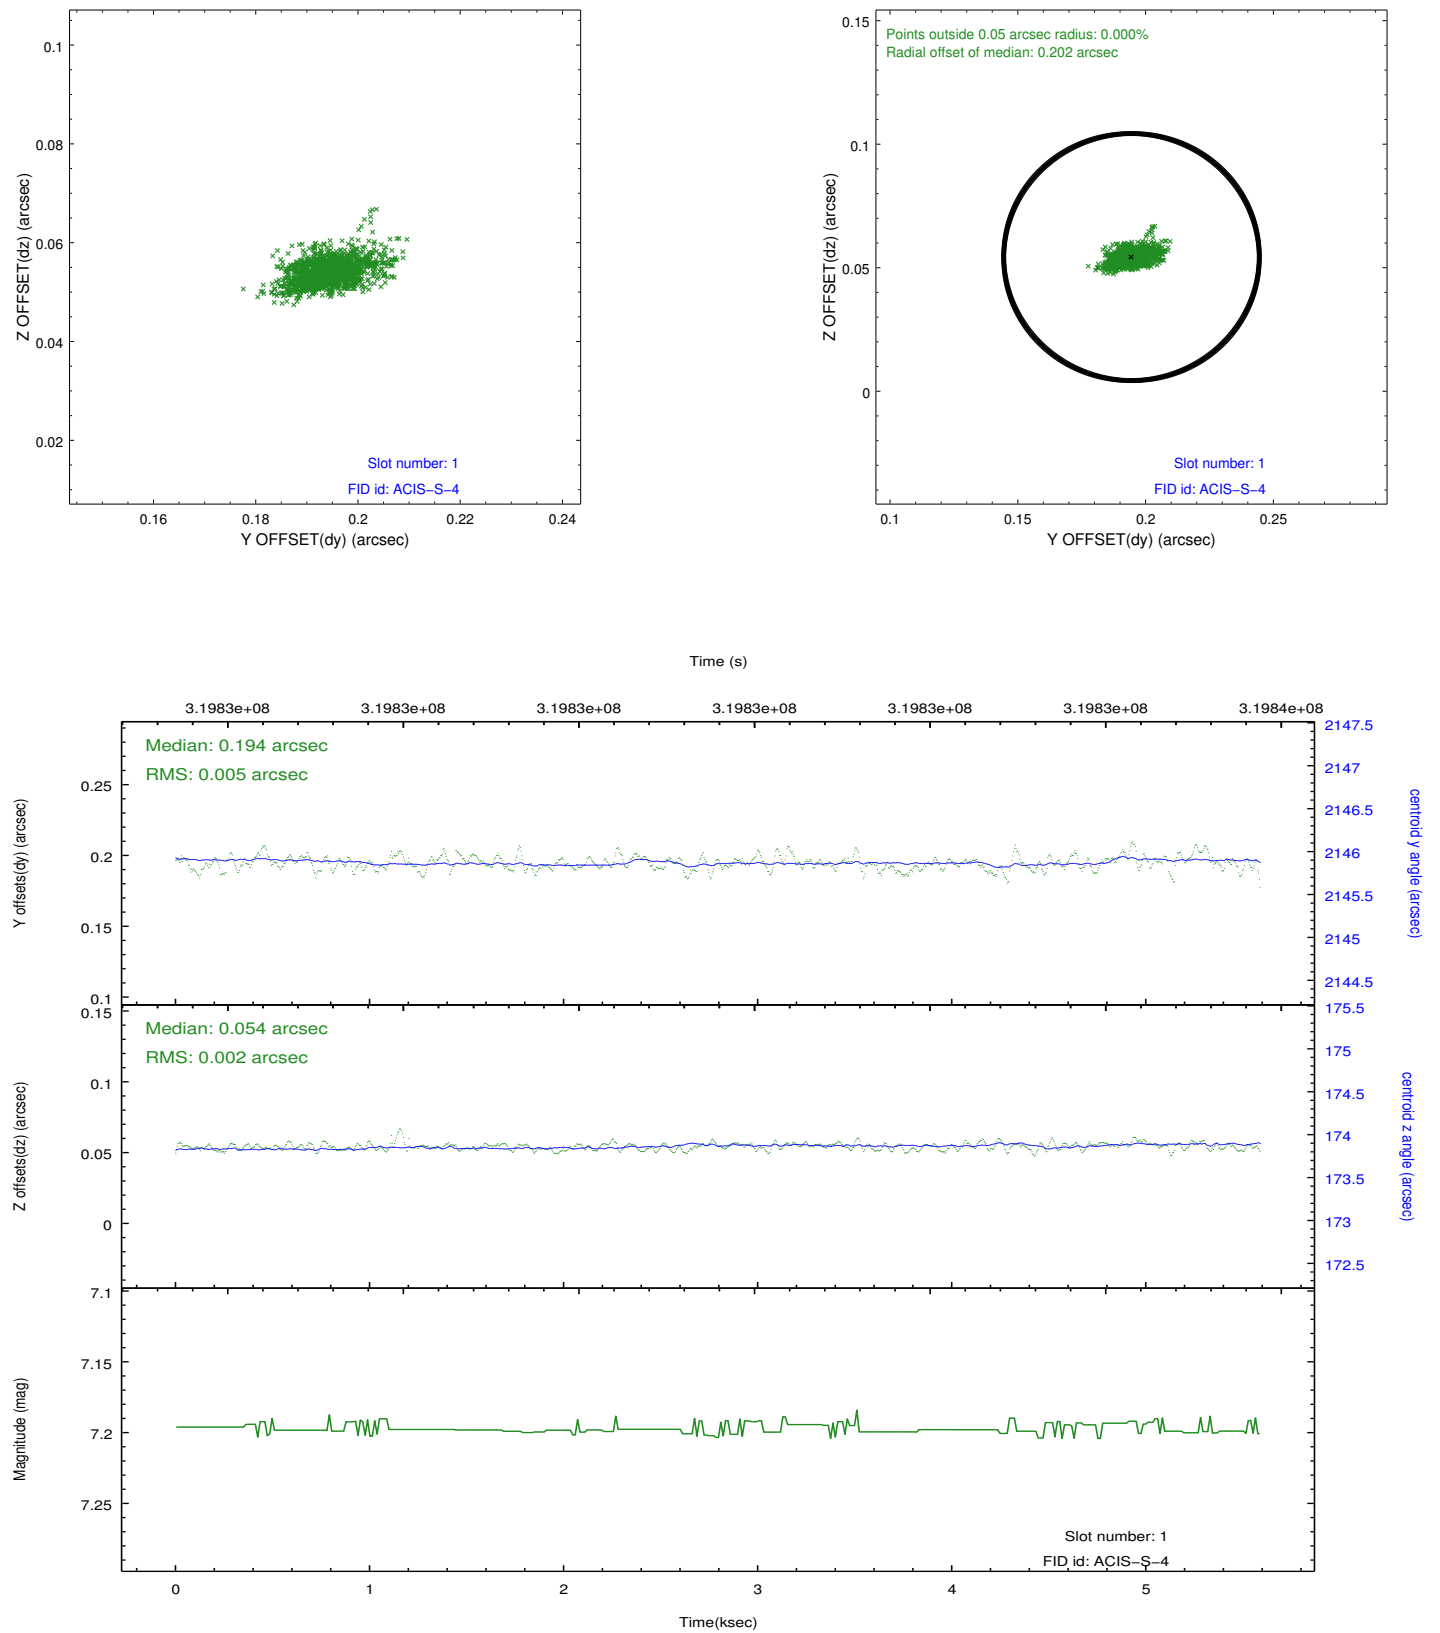 0.1
0.08
0.06
0.04
0.02
Z OFFSET(dz) (arcsec)
Slot number: 1
FID id: ACIS−S−4
0.16 0.18 0.2 0.22 0.24
Y OFFSET(dy) (arcsec)
Points outside 0.05 arcsec radius: 0.000%
Radial offset of median: 0.202 arcsec
0.15
0.1
0.05
0
Z OFFSET(dz) (arcsec)
Slot number: 1
FID id: ACIS−S−4
0.1 0.15 0.2 0.25
Y OFFSET(dy) (arcsec)
Time (s)
3.1983e+08 3.1983e+08 3.1983e+08 3.1983e+08 3.1983e+08 3.1983e+08 3.1984e+08
Median: 0.194 arcsec
RMS: 0.005 arcsec
0.25
0.2
0.15
0.1
Y offsets(dy) (arcsec)
2147.5
2147
2146.5
2146
2145.5
2145
2144.5
centroid y angle (arcsec)
Median: 0.054 arcsec
RMS: 0.002 arcsec
0.15
0.1
0.05
0
Z offsets(dz) (arcsec)
175.5
175
174.5
174
173.5
173
172.5
centroid z angle (arcsec)
7.1
7.15
7.2
7.25
Magnitude (mag)
Slot number: 1
FID id: ACIS−S−4
0 1 2 3 4 5
Time(ksec)